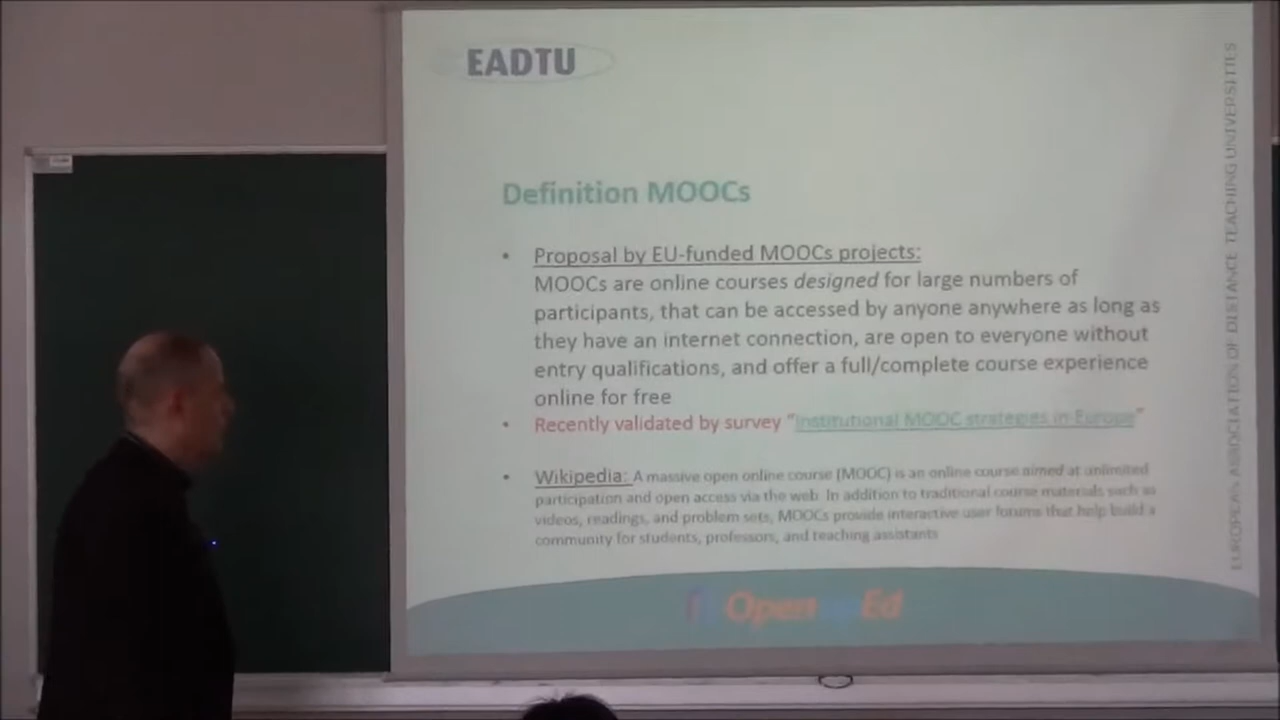 EADTU
EUROPEAN ASSOCIATION OF DISTANCE TEACHING UNIVERSITIES
Definition MOOCs
• Proposal by EU-funded MOOCs projects:
MOOCs are online courses designed for large numbers of
participants, that can be accessed by anyone anywhere as long as
they have an internet connection, are open to everyone without
entry qualifications, and offer a full/complete course experience
online for free
• Recently validated by survey “Institutional MOOC strategies in Europe”
• Wikipedia: A massive open online course (MOOC) is an online course aimed at unlimited
participation and open access via the web. In addition to traditional course materials such as
videos, readings, and problem sets, MOOCs provide interactive user forums that help build a
community for students, professors, and teaching assistants
Open Ed